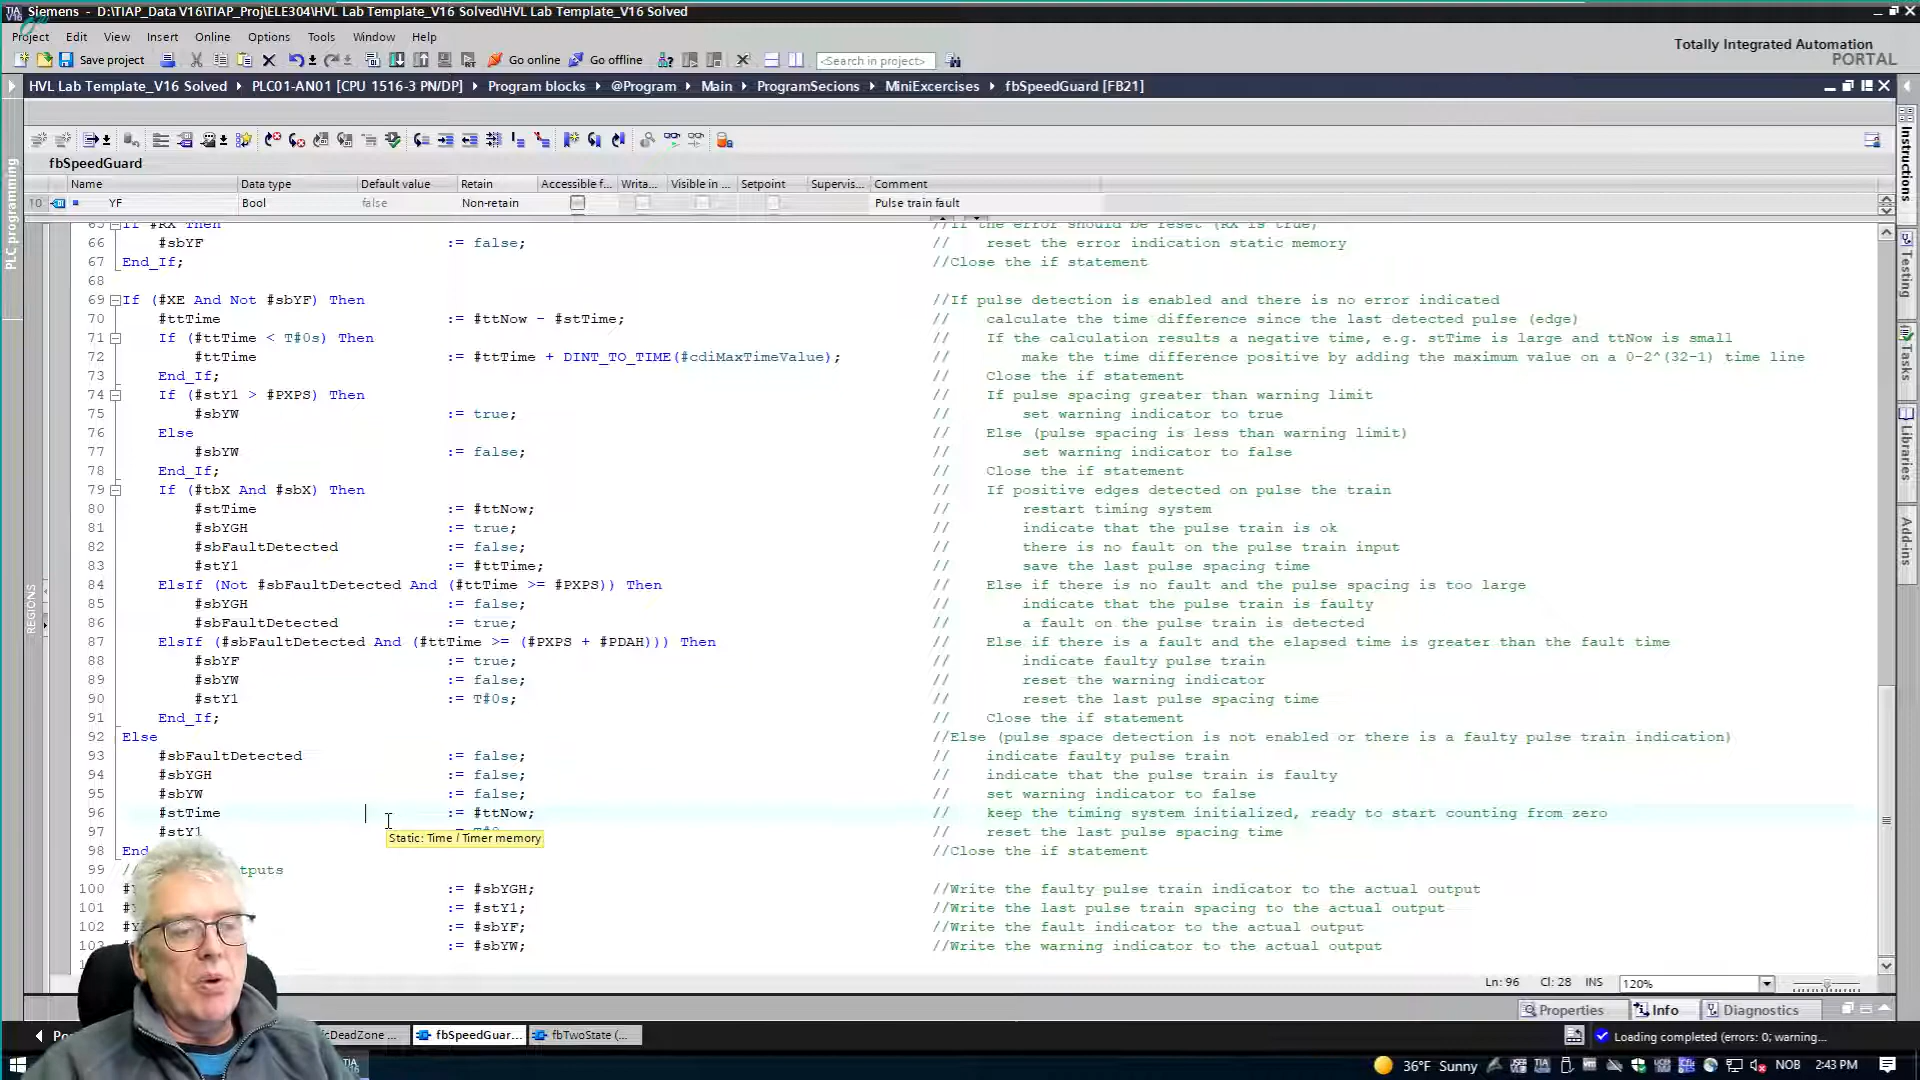 Siemens - D:\TIAP_Data V16\TIAP_Proj\ELE304\HVL Lab Template_V16 Solved\HVL Lab Template_V16 Solved
Project Edit View Insert Online Options Tools Window Help
Totally Integrated Automation
PORTAL
Save project Go online Go offline <Search in project>
HVL Lab Template_V16 Solved PLC01-AN01 [CPU 1516-3 PN/DP] Program blocks @Program Main ProgramSecions MiniExcercises fbSpeedGuard [FB21]
fbSpeedGuard
Name Data type Default value Retain Accessible f... Writa... Visible in ... Setpoint Supervis... Comment
10 YF Bool false Non-retain Pulse train fault
65 If #RX Then //If the error should be reset (RX is true)
66 #sbYF := false; // reset the error indication static memory
67 End_If; //Close the if statement
68
69 If (#XE And Not #sbYF) Then //If pulse detection is enabled and there is no error indicated
70 #ttTime := #ttNow - #stTime; // calculate the time difference since the last detected pulse (edge)
71 If (#ttTime < T#0s) Then // If the calculation results a negative time, e.g. stTime is large and ttNow is small
72 #ttTime := #ttTime + DINT_TO_TIME(#cdiMaxTimeValue); // make the time difference positive by adding the maximum value on a 0-2^(32-1) time line
73 End_If; // Close the if statement
74 If (#stY1 > #PXPS) Then // If pulse spacing greater than warning limit
75 #sbYW := true; // set warning indicator to true
76 Else // Else (pulse spacing is less than warning limit)
77 #sbYW := false; // set warning indicator to false
78 End_If; // Close the if statement
79 If (#tbX And #sbX) Then // If positive edges detected on pulse the train
80 #stTime := #ttNow; // restart timing system
81 #sbYGH := true; // indicate that the pulse train is ok
82 #sbFaultDetected := false; // there is no fault on the pulse train input
83 #stY1 := #ttTime; // save the last pulse spacing time
84 ElsIf (Not #sbFaultDetected And (#ttTime >= #PXPS)) Then // Else if there is no fault and the pulse spacing is too large
85 #sbYGH := false; // indicate that the pulse train is faulty
86 #sbFaultDetected := true; // a fault on the pulse train is detected
87 ElsIf (#sbFaultDetected And (#ttTime >= (#PXPS + #PDAH))) Then // Else if there is a fault and the elapsed time is greater than the fault time
88 #sbYF := true; // indicate faulty pulse train
89 #sbYW := false; // reset the warning indicator
90 #stY1 := T#0s; // reset the last pulse spacing time
91 End_If; // Close the if statement
92 Else //Else (pulse space detection is not enabled or there is a faulty pulse train indication)
93 #sbFaultDetected := false; // indicate faulty pulse train
94 #sbYGH := false; // indicate that the pulse train is faulty
95 #sbYW := false; // set warning indicator to false
96 #stTime := #ttNow; // keep the timing system initialized, ready to start counting from zero
97 #stY1 // reset the last pulse spacing time
Static: Time / Timer memory
98 End //Close the if statement
99 // tputs
100 #Y := #sbYGH; //Write the faulty pulse train indicator to the actual output
101 #Y := #stY1; //Write the last pulse train spacing to the actual output
102 #Y := #sbYF; //Write the fault indicator to the actual output
103 := #sbYW; //Write the warning indicator to the actual output
PLC programming
REGIONS
Instructions
Testing
Tasks
Libraries
Add-ins
Ln: 96 Cl: 28 INS 120%
Properties Info Diagnostics
Po cDeadZone ... fbSpeedGuar... fbTwoState (...
Loading completed (errors: 0; warning...
36°F Sunny NOB 2:43 PM